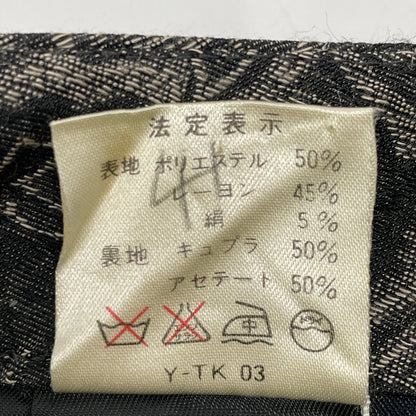 法定表示
表地 ポリエステル 50%
レーヨン 45%
絹 5%
裏地 キュプラ 50%
アセテート 50%
中
Y-TK 03